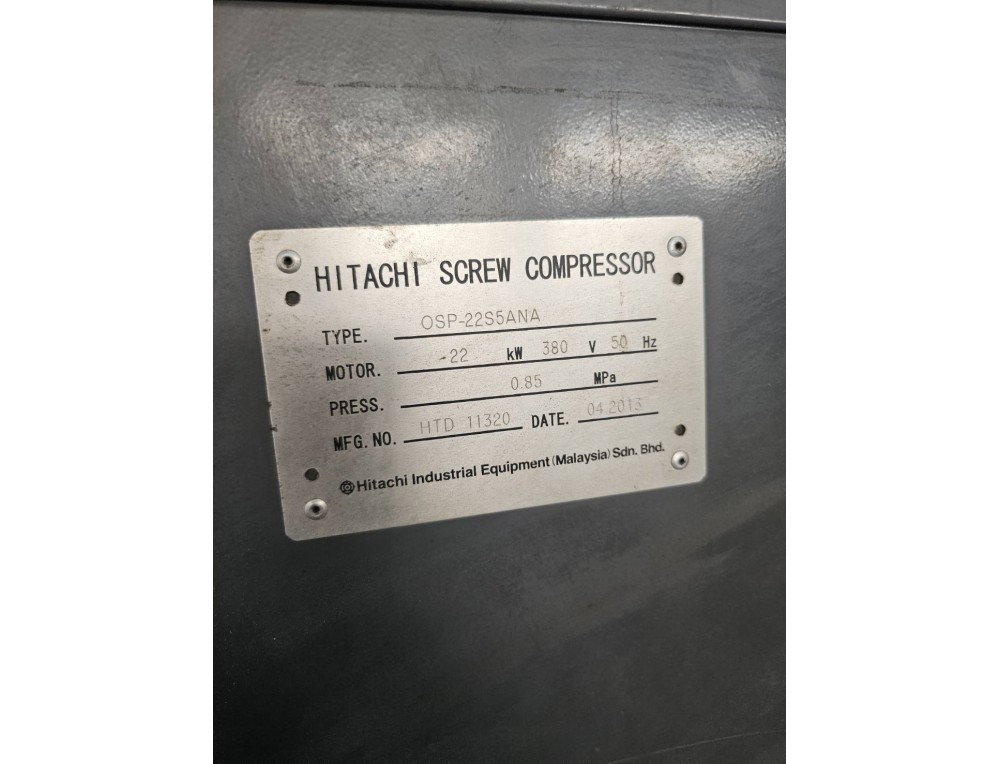 HITACHI SCREW COMPRESSOR
TYPE. OSP-22S5ANA
MOTOR. -22 kW 380 V 50 Hz
PRESS. 0.85 MPa
MFG. NO. HTD 11320 DATE. 04.2013
Hitachi Industrial Equipment (Malaysia) Sdn. Bhd.